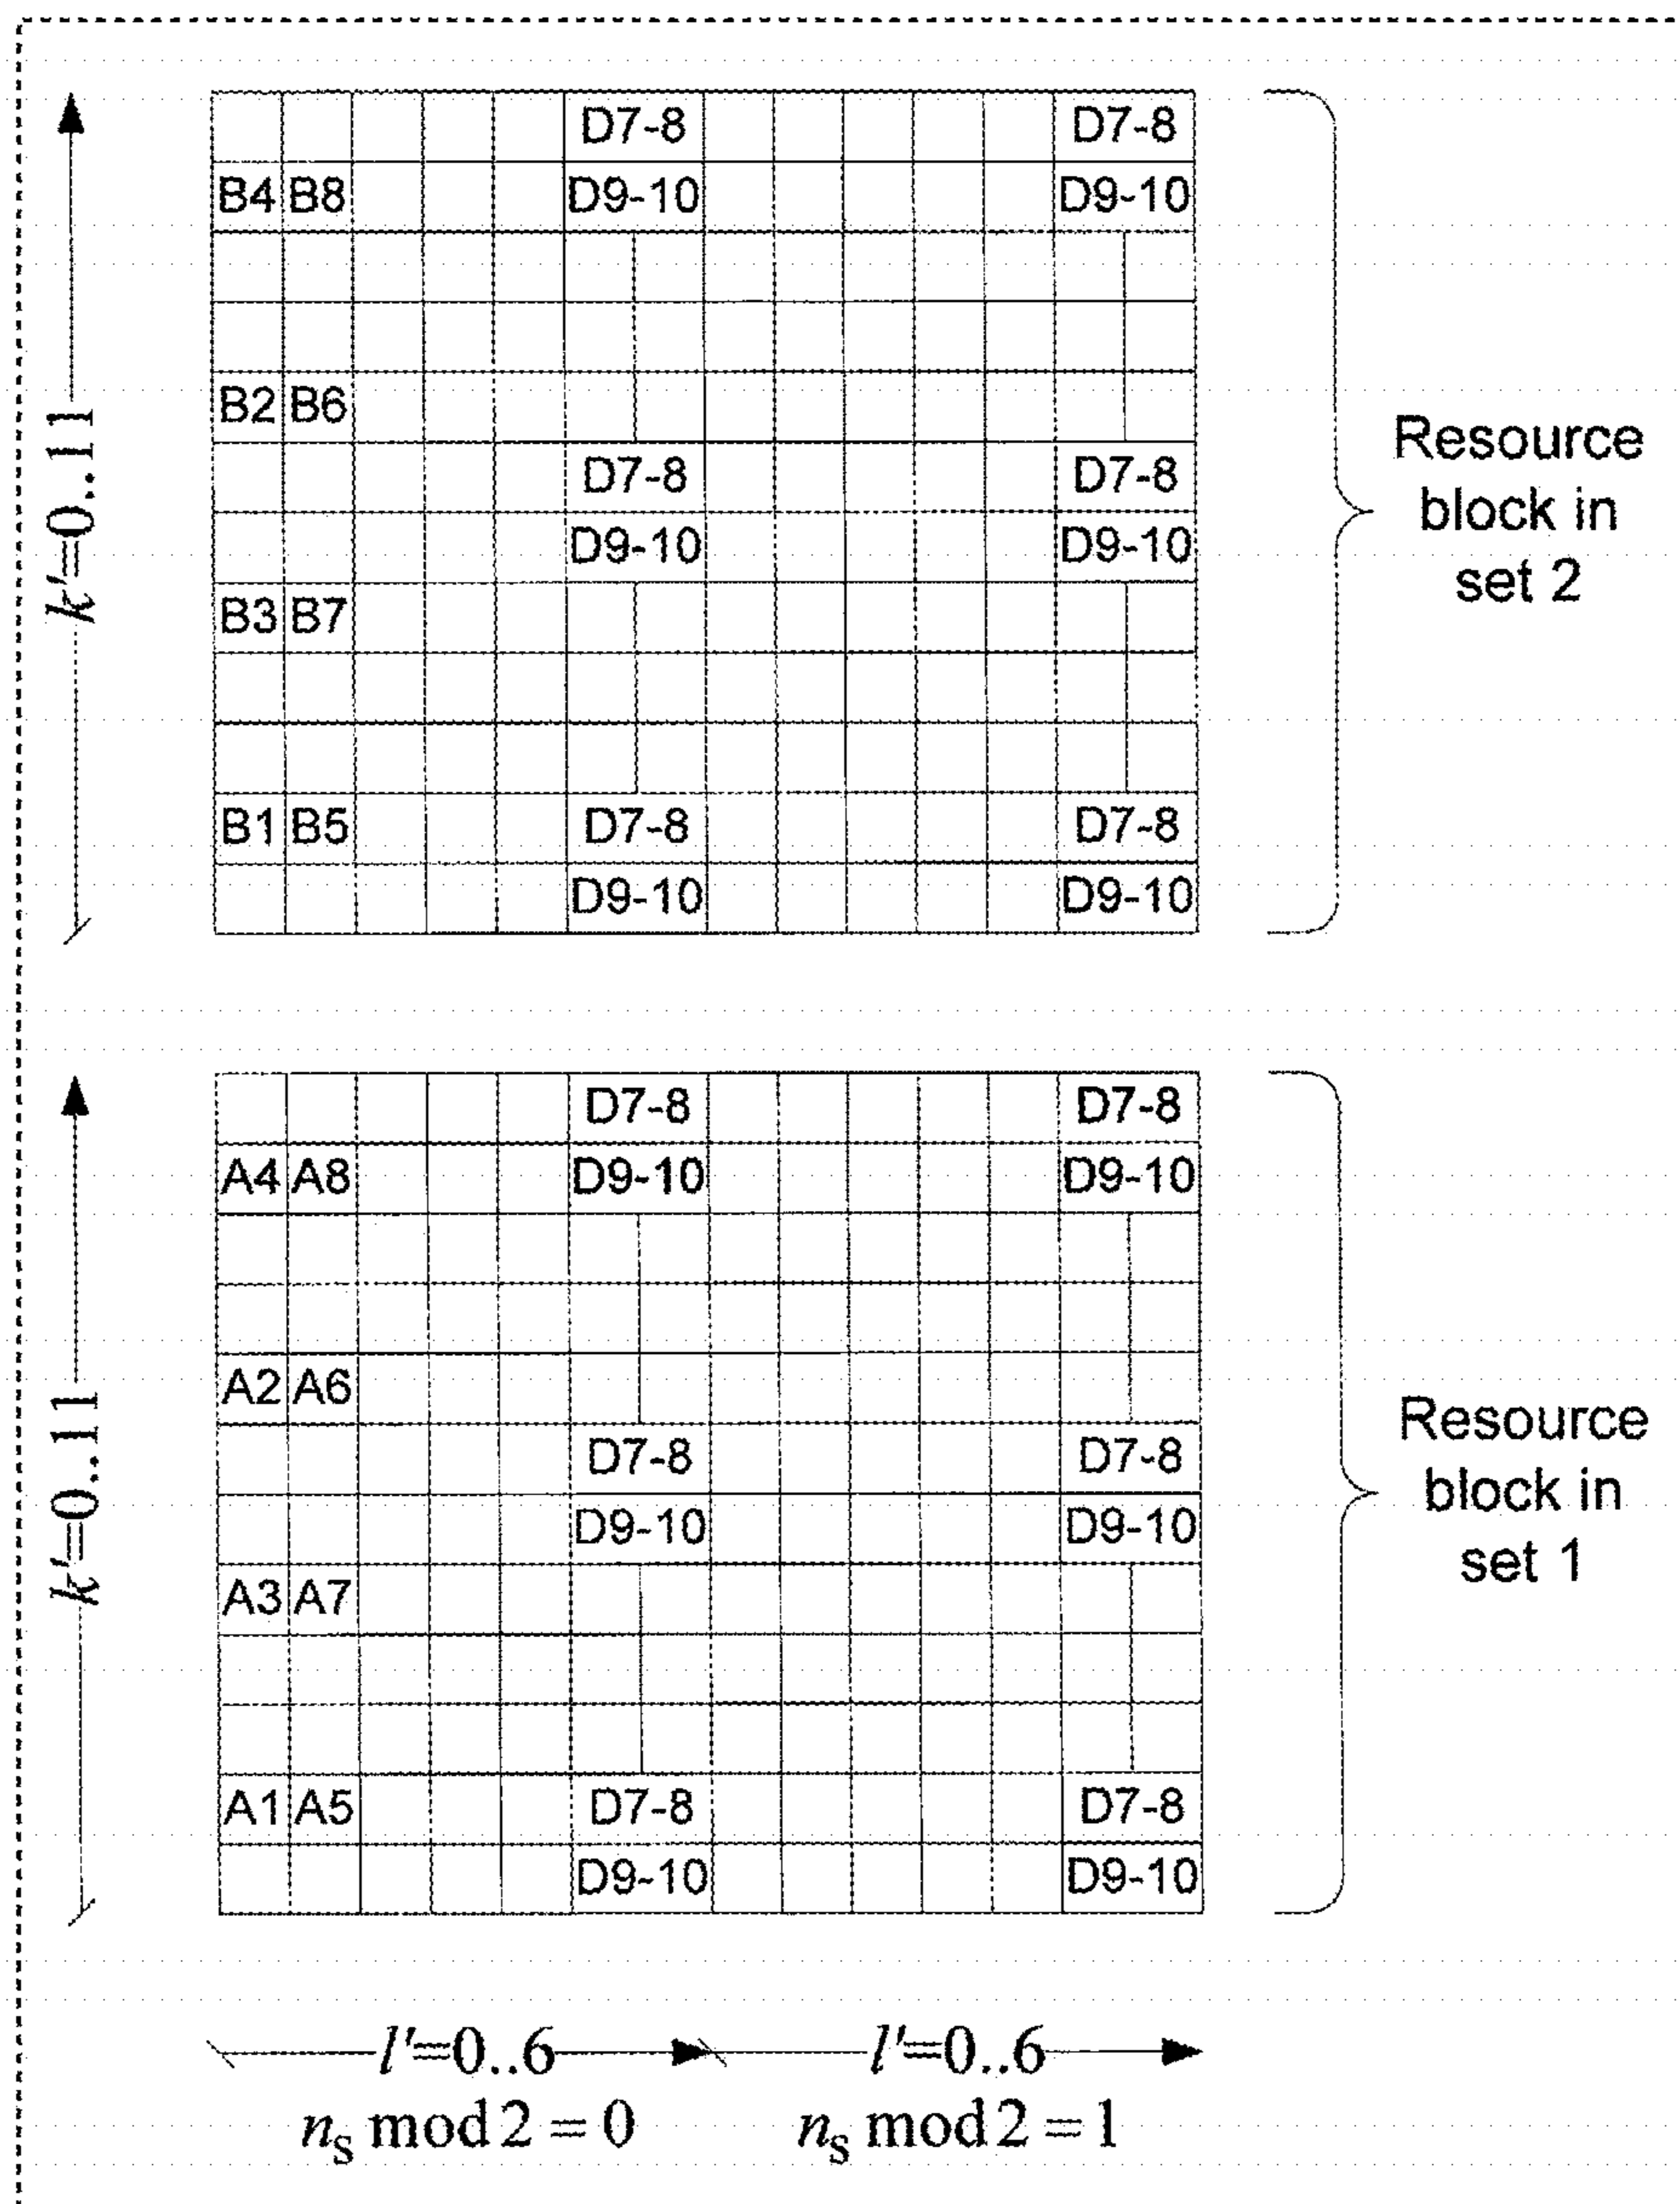 D7-8 D7-8
B4 B8 D9-10 D9-10
B2 B6
D7-8 D7-8
D9-10 D9-10
B3 B7
B1 B5 D7-8 D7-8
D9-10 D9-10
k'=0..11
Resource
block in
set 2
D7-8 D7-8
A4 A8 D9-10 D9-10
A2 A6
D7-8 D7-8
D9-10 D9-10
A3 A7
A1 A5 D7-8 D7-8
D9-10 D9-10
k'=0..11
Resource
block in
set 1
l'=0..6 l'=0..6
n_s mod 2 = 0 n_s mod 2 = 1